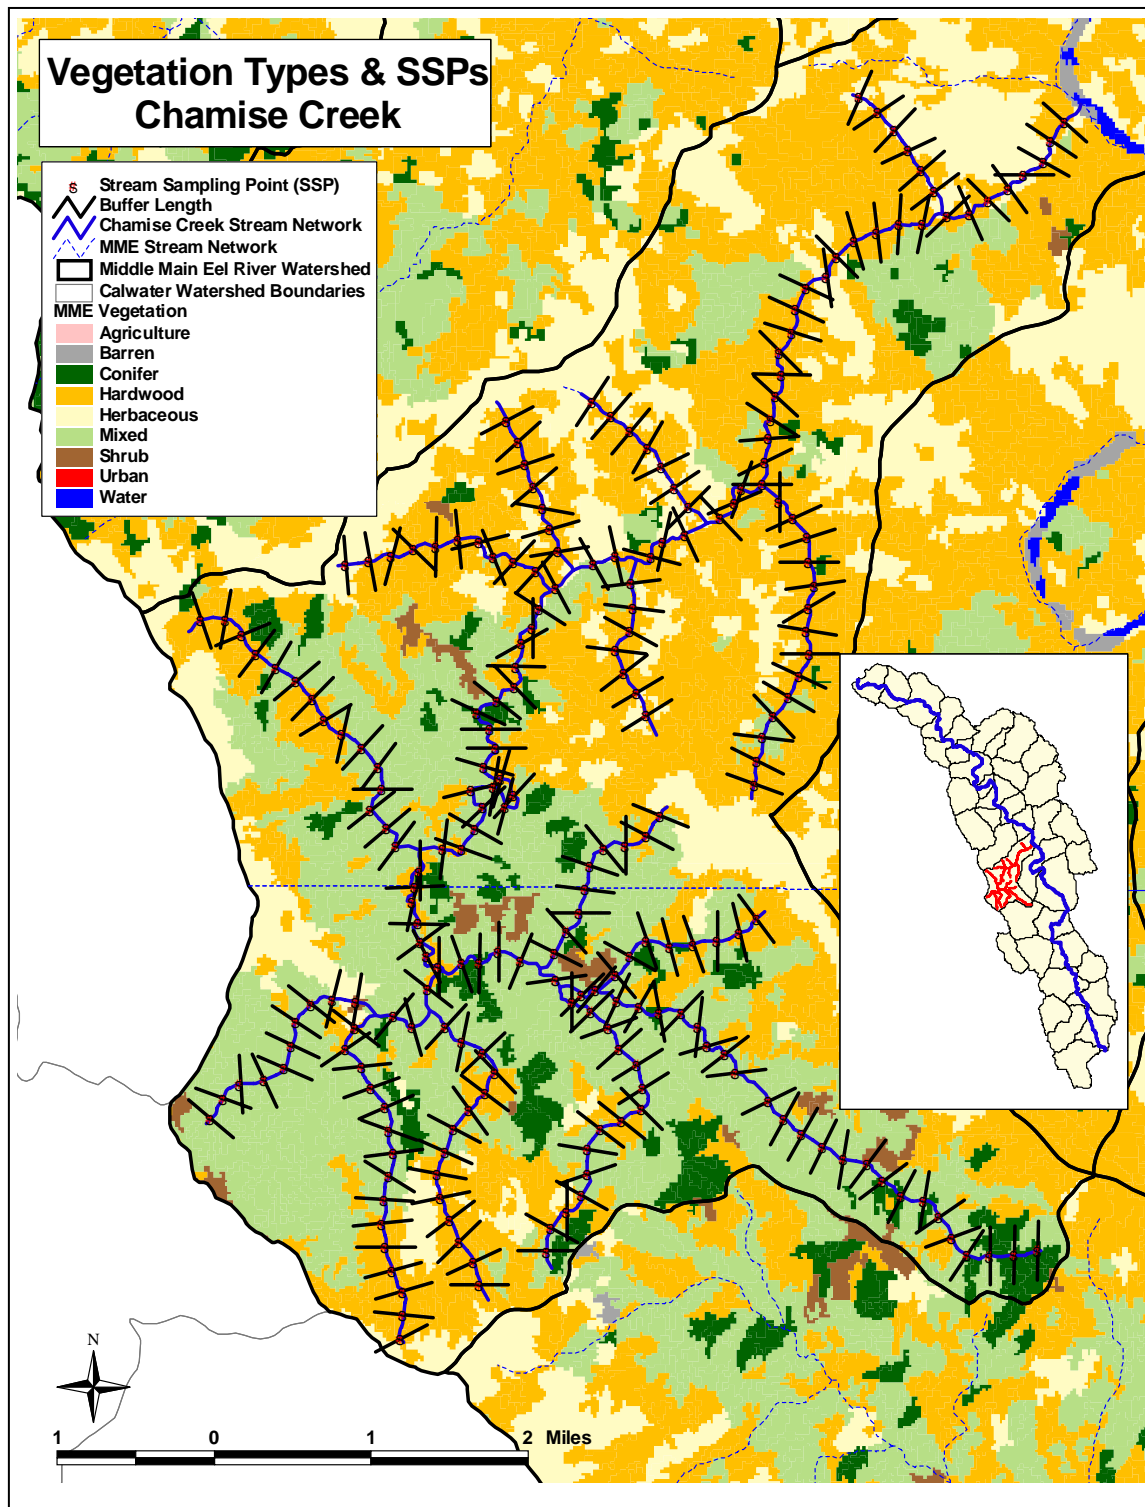 Vegetation Types & SSPs
Chamise Creek
Stream Sampling Point (SSP)
Buffer Length
Chamise Creek Stream Network
MME Stream Network
Middle Main Eel River Watershed
Calwater Watershed Boundaries
MME Vegetation
Agriculture
Barren
Conifer
Hardwood
Herbaceous
Mixed
Shrub
Urban
Water
N
1 0 1 2 Miles